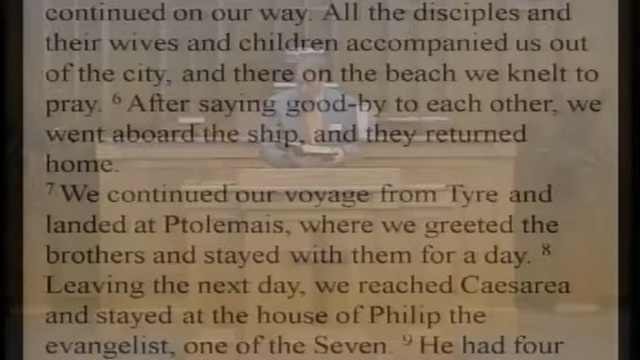 continued on our way. All the disciples and
their wives and children accompanied us out
of the city, and there on the beach we knelt to
pray. ⁶ After saying good-by to each other, we
went aboard the ship, and they returned
home.
⁷ We continued our voyage from Tyre and
landed at Ptolemais, where we greeted the
brothers and stayed with them for a day. ⁸
Leaving the next day, we reached Caesarea
and stayed at the house of Philip the
evangelist, one of the Seven. ⁹ He had four